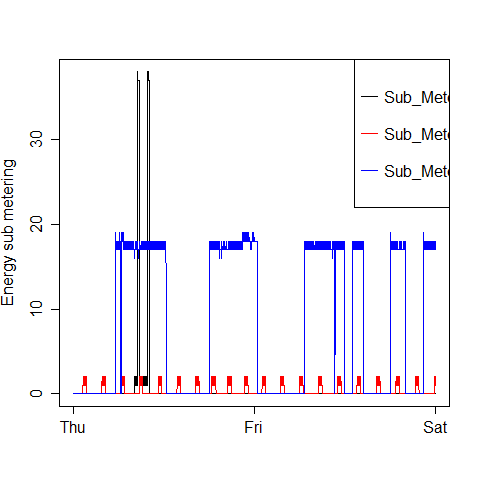 Energy sub metering
30
20
10
0
Thu
Fri
Sat
Sub_Mete
Sub_Mete
Sub_Mete